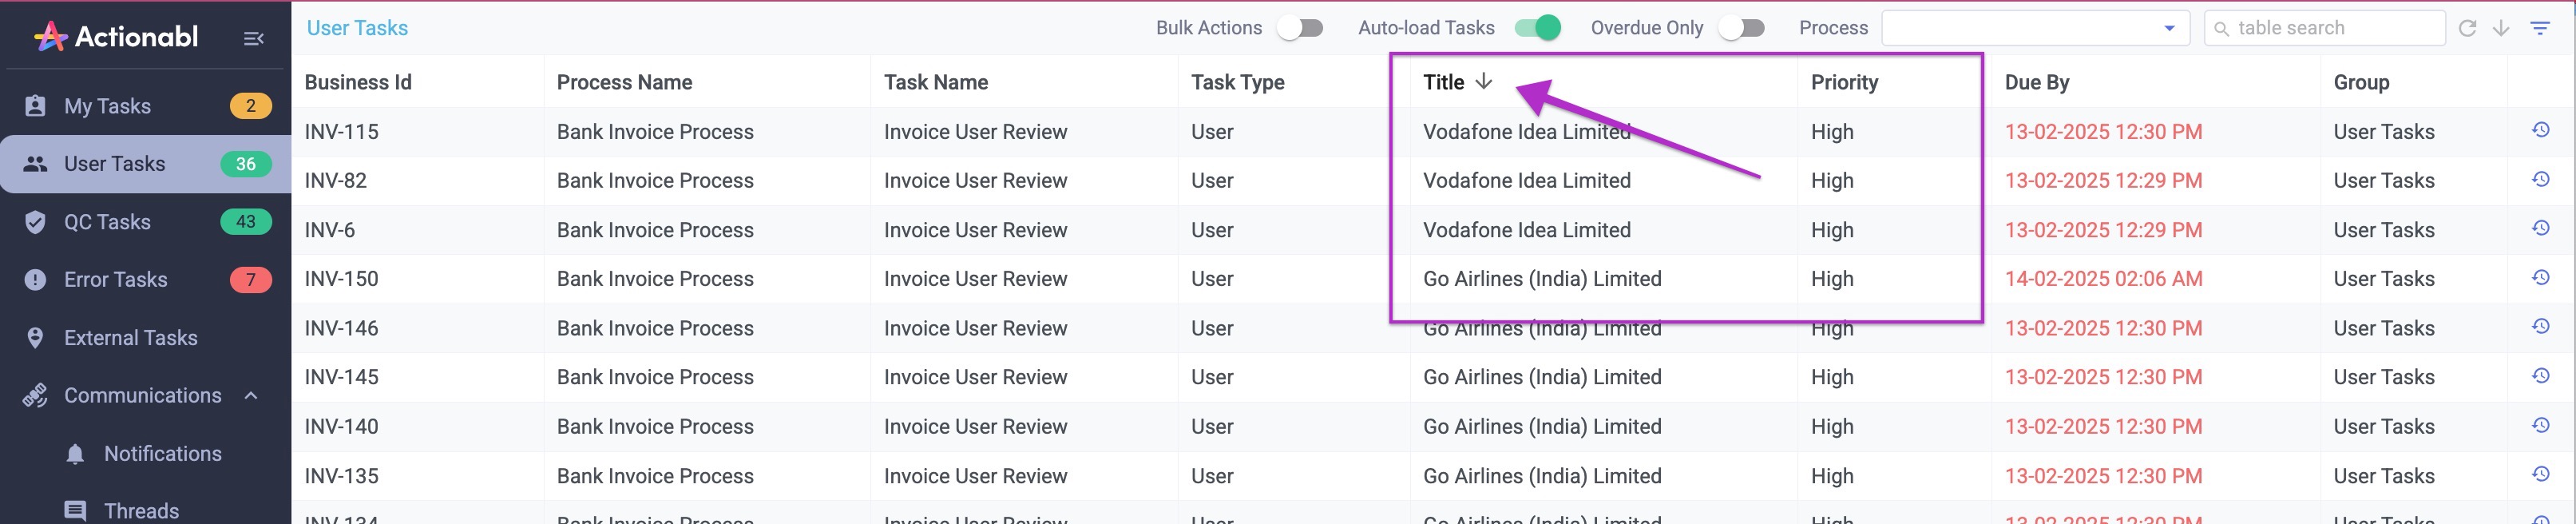 Actionabl
My Tasks 2
User Tasks 36
QC Tasks 43
Error Tasks 7
External Tasks
Communications
Notifications
Threads
User Tasks Bulk Actions Auto-load Tasks Overdue Only Process table search
Business Id Process Name Task Name Task Type Title Priority Due By Group
INV-115 Bank Invoice Process Invoice User Review User Vodafone Idea Limited High 13-02-2025 12:30 PM User Tasks
INV-82 Bank Invoice Process Invoice User Review User Vodafone Idea Limited High 13-02-2025 12:29 PM User Tasks
INV-6 Bank Invoice Process Invoice User Review User Vodafone Idea Limited High 13-02-2025 12:29 PM User Tasks
INV-150 Bank Invoice Process Invoice User Review User Go Airlines (India) Limited High 14-02-2025 02:06 AM User Tasks
INV-146 Bank Invoice Process Invoice User Review User Go Airlines (India) Limited High 13-02-2025 12:30 PM User Tasks
INV-145 Bank Invoice Process Invoice User Review User Go Airlines (India) Limited High 13-02-2025 12:30 PM User Tasks
INV-140 Bank Invoice Process Invoice User Review User Go Airlines (India) Limited High 13-02-2025 12:30 PM User Tasks
INV-135 Bank Invoice Process Invoice User Review User Go Airlines (India) Limited High 13-02-2025 12:30 PM User Tasks
INV-134 Bank Invoice Process Invoice User Review User Go Airlines (India) Limited High 13-02-2025 12:30 PM User Tasks